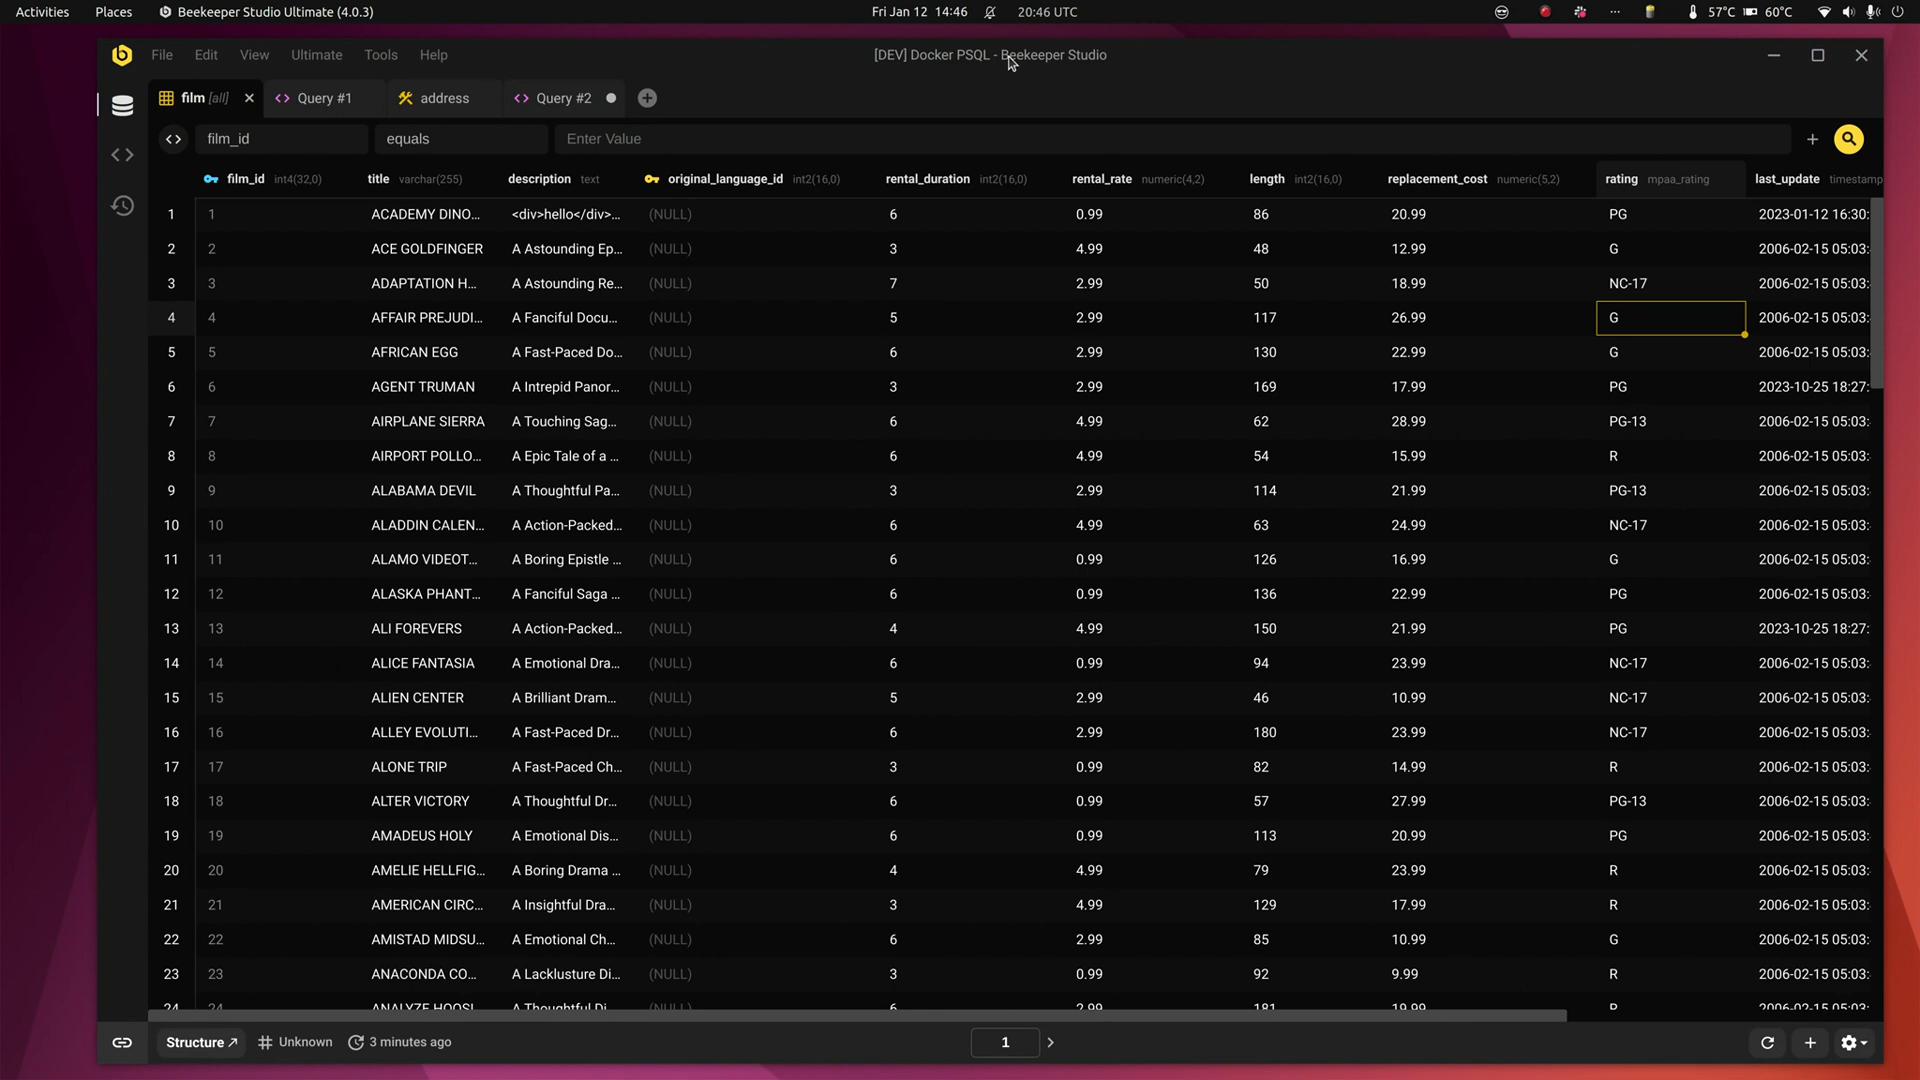 Activities Places Beekeeper Studio Ultimate (4.0.3) Fri Jan 12 14:46 20:46 UTC 57°C 60°C
File Edit View Ultimate Tools Help [DEV] Docker PSQL - Beekeeper Studio
film [all] Query #1 address Query #2
film_id equals Enter Value
film_id int4(32,0) title varchar(255) description text original_language_id int2(16,0) rental_duration int2(16,0) rental_rate numeric(4,2) length int2(16,0) replacement_cost numeric(5,2) rating mpaa_rating last_update timestamp
1 1 ACADEMY DINO... <div>hello</div>... (NULL) 6 0.99 86 20.99 PG 2023-01-12 16:30:
2 2 ACE GOLDFINGER A Astounding Ep... (NULL) 3 4.99 48 12.99 G 2006-02-15 05:03:
3 3 ADAPTATION H... A Astounding Re... (NULL) 7 2.99 50 18.99 NC-17 2006-02-15 05:03:
4 4 AFFAIR PREJUDI... A Fanciful Docu... (NULL) 5 2.99 117 26.99 G 2006-02-15 05:03:
5 5 AFRICAN EGG A Fast-Paced Do... (NULL) 6 2.99 130 22.99 G 2006-02-15 05:03:
6 6 AGENT TRUMAN A Intrepid Panor... (NULL) 3 2.99 169 17.99 PG 2023-10-25 18:27:
7 7 AIRPLANE SIERRA A Touching Sag... (NULL) 6 4.99 62 28.99 PG-13 2006-02-15 05:03:
8 8 AIRPORT POLLO... A Epic Tale of a ... (NULL) 6 4.99 54 15.99 R 2006-02-15 05:03:
9 9 ALABAMA DEVIL A Thoughtful Pa... (NULL) 3 2.99 114 21.99 PG-13 2006-02-15 05:03:
10 10 ALADDIN CALEN... A Action-Packed... (NULL) 6 4.99 63 24.99 NC-17 2006-02-15 05:03:
11 11 ALAMO VIDEOT... A Boring Epistle ... (NULL) 6 0.99 126 16.99 G 2006-02-15 05:03:
12 12 ALASKA PHANT... A Fanciful Saga ... (NULL) 6 0.99 136 22.99 PG 2006-02-15 05:03:
13 13 ALI FOREVERS A Action-Packed... (NULL) 4 4.99 150 21.99 PG 2023-10-25 18:27:
14 14 ALICE FANTASIA A Emotional Dra... (NULL) 6 0.99 94 23.99 NC-17 2006-02-15 05:03:
15 15 ALIEN CENTER A Brilliant Dram... (NULL) 5 2.99 46 10.99 NC-17 2006-02-15 05:03:
16 16 ALLEY EVOLUTI... A Fast-Paced Dr... (NULL) 6 2.99 180 23.99 NC-17 2006-02-15 05:03:
17 17 ALONE TRIP A Fast-Paced Ch... (NULL) 3 0.99 82 14.99 R 2006-02-15 05:03:
18 18 ALTER VICTORY A Thoughtful Dr... (NULL) 6 0.99 57 27.99 PG-13 2006-02-15 05:03:
19 19 AMADEUS HOLY A Emotional Dis... (NULL) 6 0.99 113 20.99 PG 2006-02-15 05:03:
20 20 AMELIE HELLFIG... A Boring Drama ... (NULL) 4 4.99 79 23.99 R 2006-02-15 05:03:
21 21 AMERICAN CIRC... A Insightful Dra... (NULL) 3 4.99 129 17.99 R 2006-02-15 05:03:
22 22 AMISTAD MIDSU... A Emotional Ch... (NULL) 6 2.99 85 10.99 G 2006-02-15 05:03:
23 23 ANACONDA CO... A Lacklusture Di... (NULL) 3 0.99 92 9.99 R 2006-02-15 05:03:
24 24 ANALYZE HOOSI... A Thoughtful Di... (NULL) 6 2.99 181 19.99 R 2006-02-15 05:03:
Structure Unknown 3 minutes ago 1